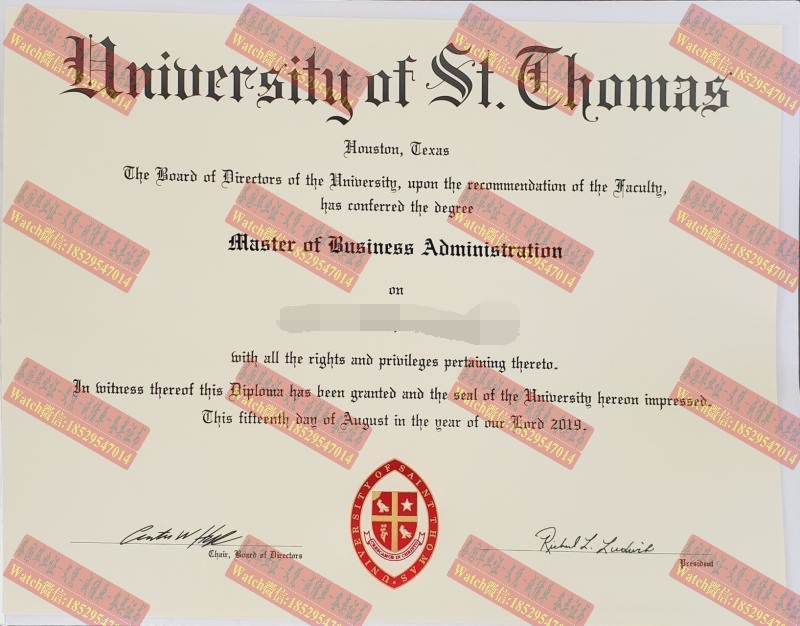 University of St. Thomas
Houston, Texas
The Board of Directors of the University, upon the recommendation of the Faculty,
has conferred the degree
Master of Business Administration
on
with all the rights and privileges pertaining thereto.
In witness thereof this Diploma has been granted and the seal of the University hereon impressed.
This fifteenth day of August in the year of our Lord 2019.
UNIVERSITY OF SAINT THOMAS
Chair, Board of Directors
President
Watch微信:18529547014